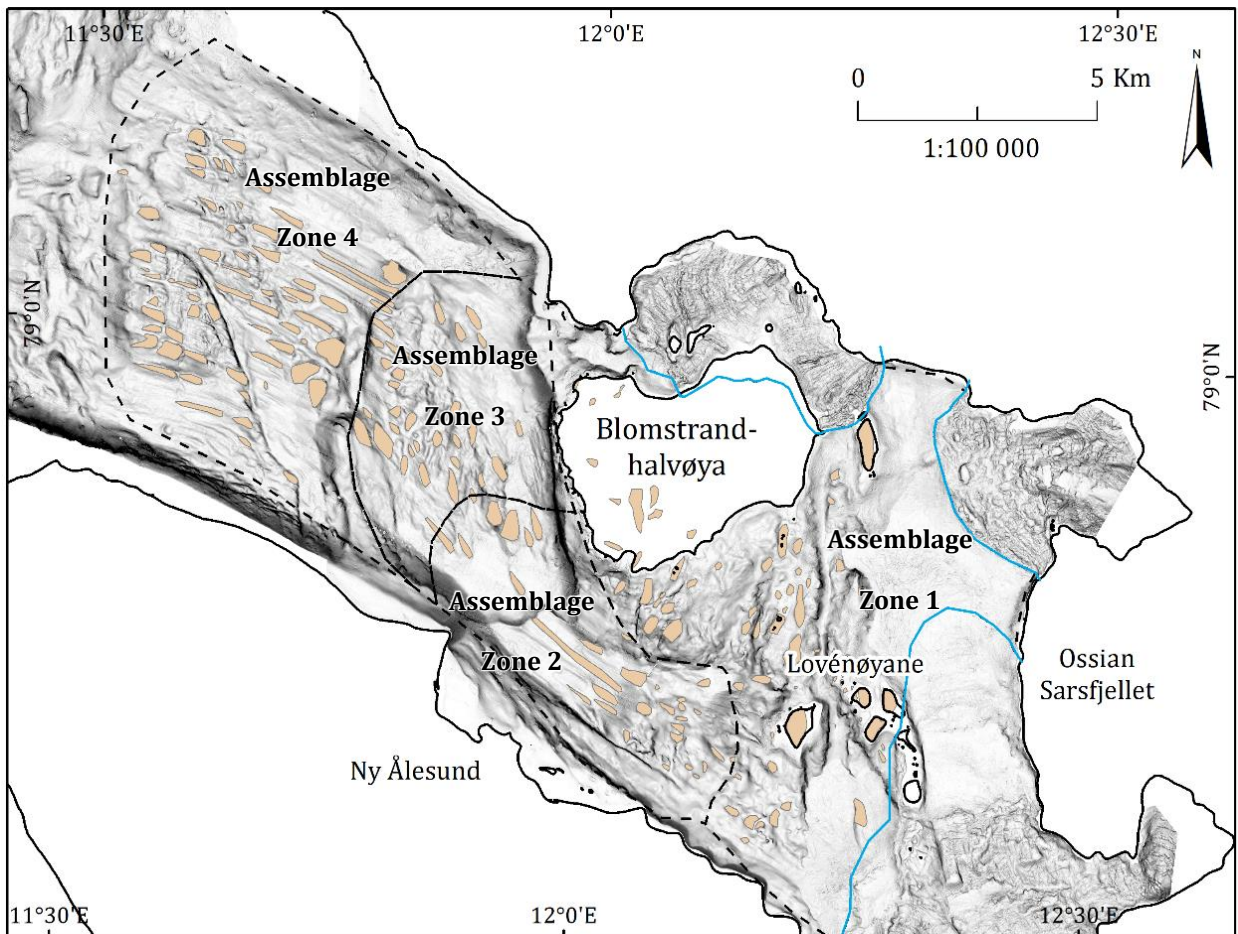 11°30'E
12°0'E
12°30'E
N
0
5 Km
1:100 000
Assemblage
Zone 4
79°0'N
Assemblage
Zone 3
79°0'N
Blomstrand-
halvøya
Assemblage
Zone 1
Assemblage
Zone 2
Lovénøyane
Ossian
Sarsfjellet
Ny Ålesund
11°30'E
12°0'E
12°30'E